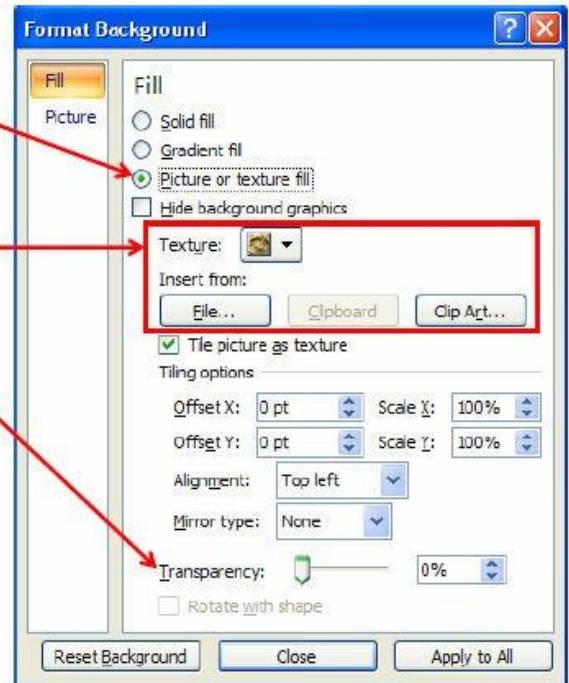 Format Background
Fill
Picture
Fill
Solid fill
Gradient fill
Picture or texture fill
Hide background graphics
Texture:
Insert from:
File... Clipboard Clip Art...
Tile picture as texture
Tiling options
Offset X: 0 pt Scale X: 100%
Offset Y: 0 pt Scale Y: 100%
Alignment: Top left
Mirror type: None
Transparency: 0%
Rotate with shape
Reset Background Close Apply to All